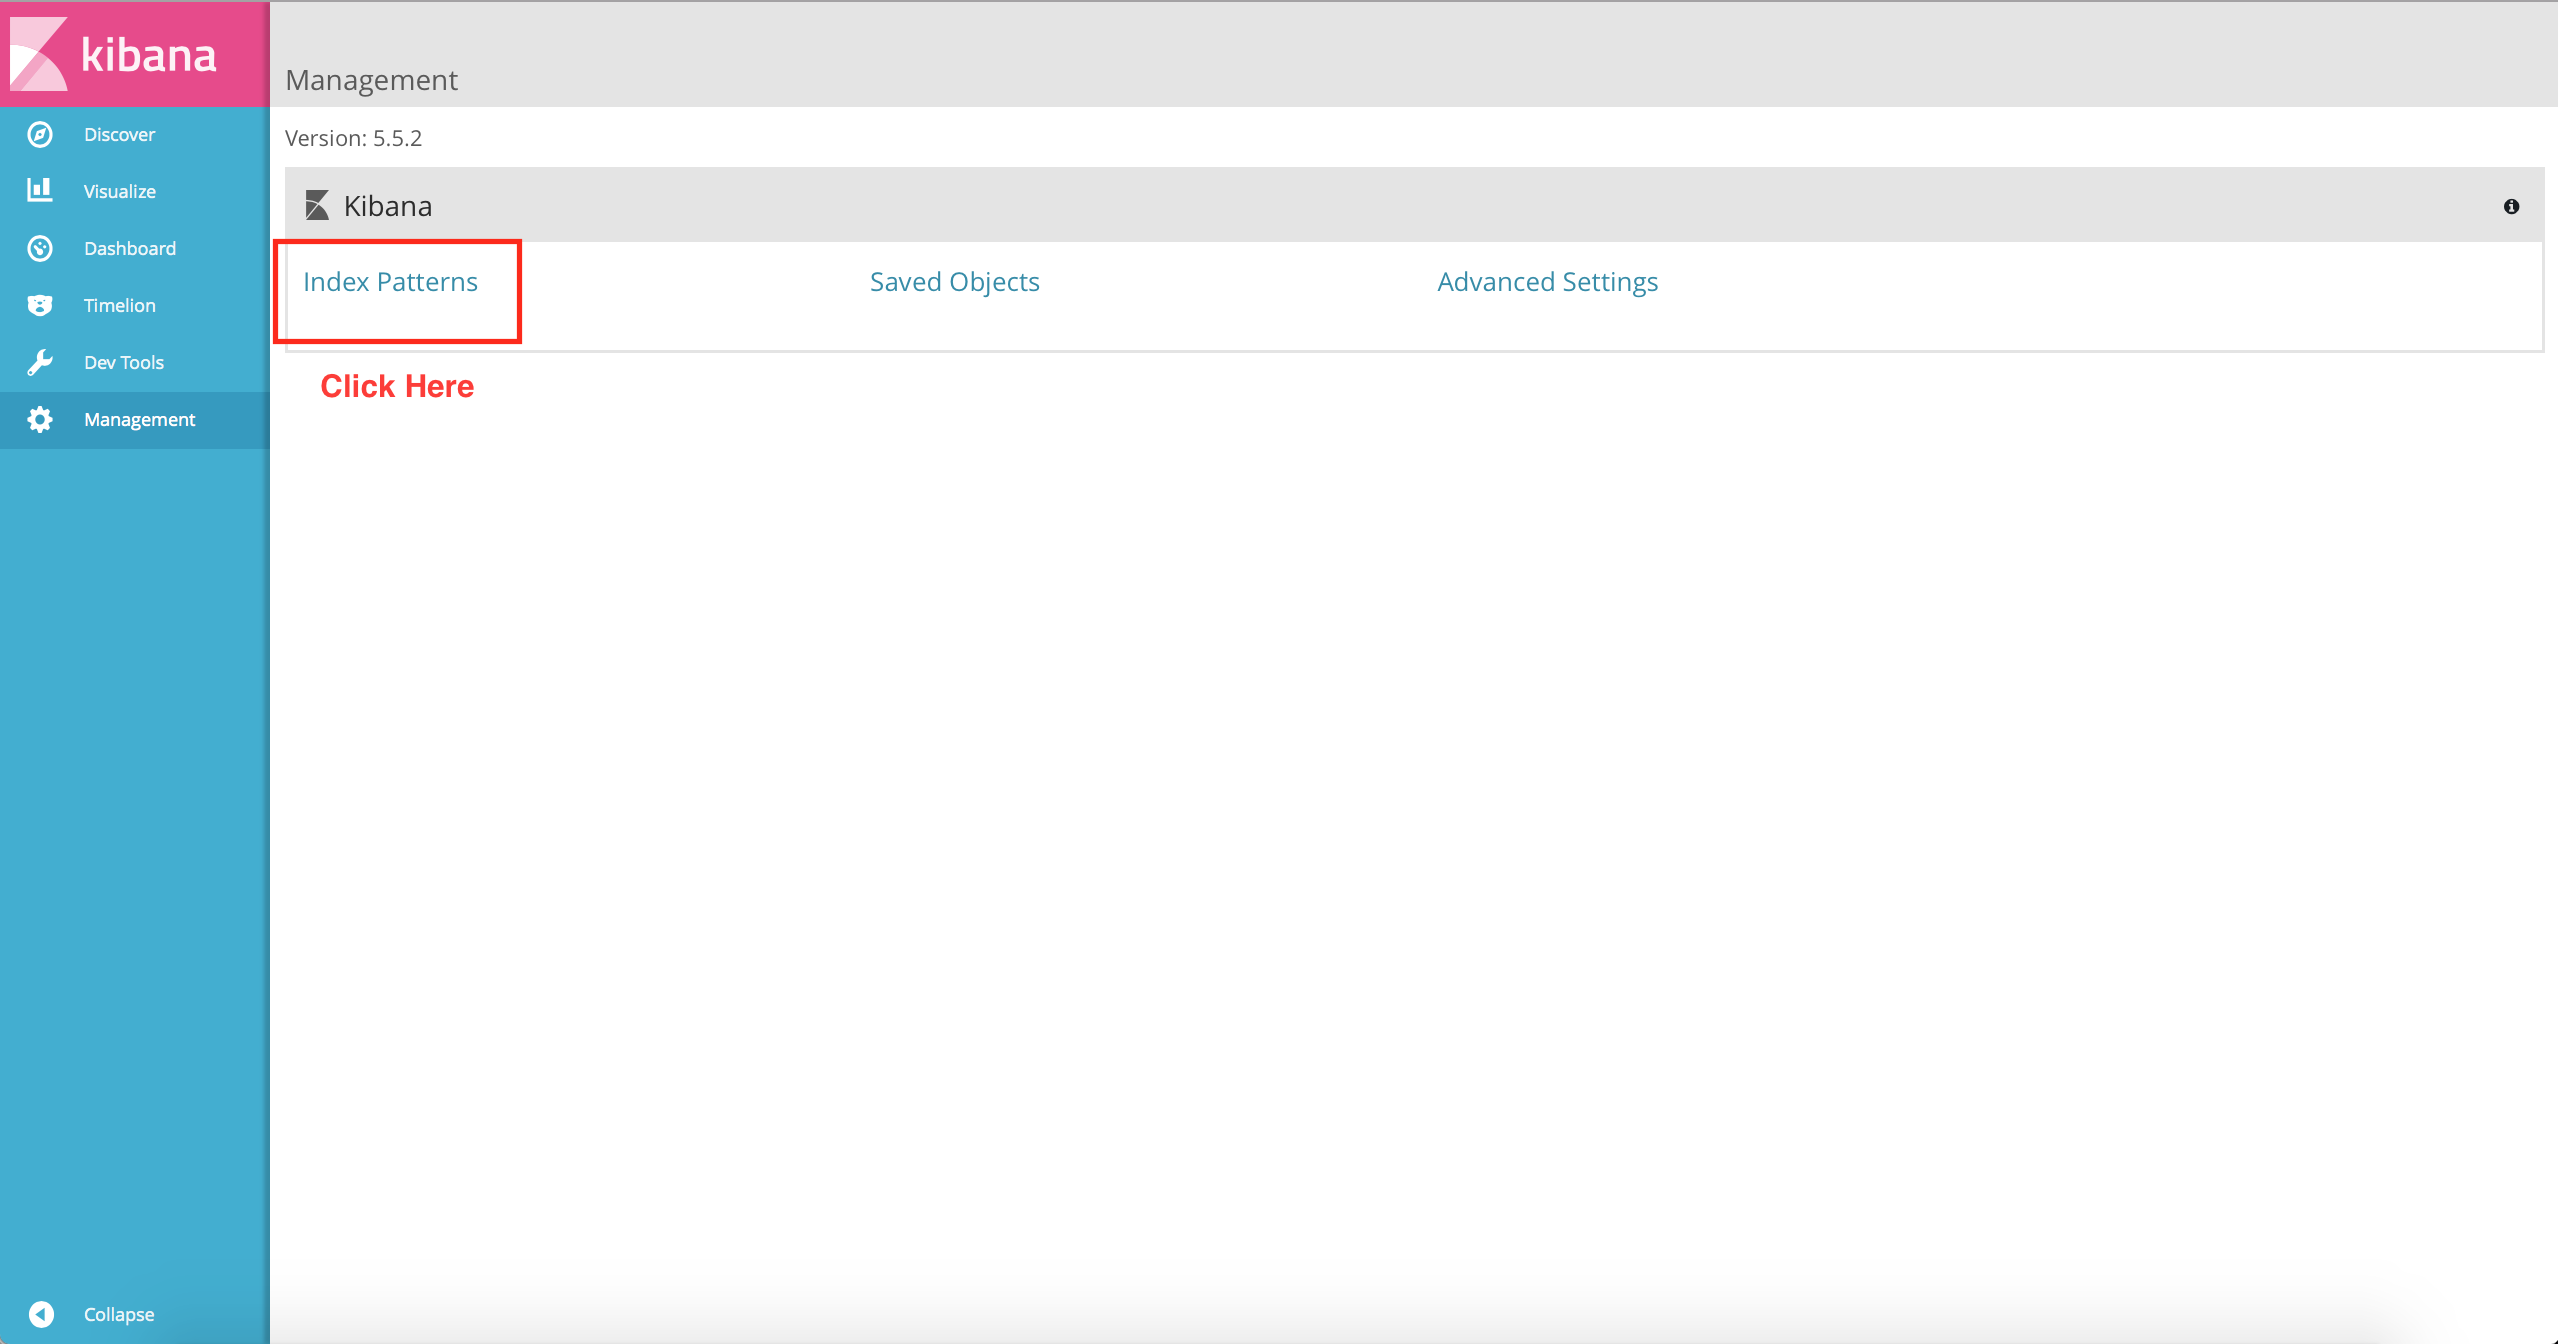 kibana
Discover
Visualize
Dashboard
Timelion
Dev Tools
Management
Collapse
Management
Version: 5.5.2
Kibana
Index Patterns
Saved Objects
Advanced Settings
Click Here